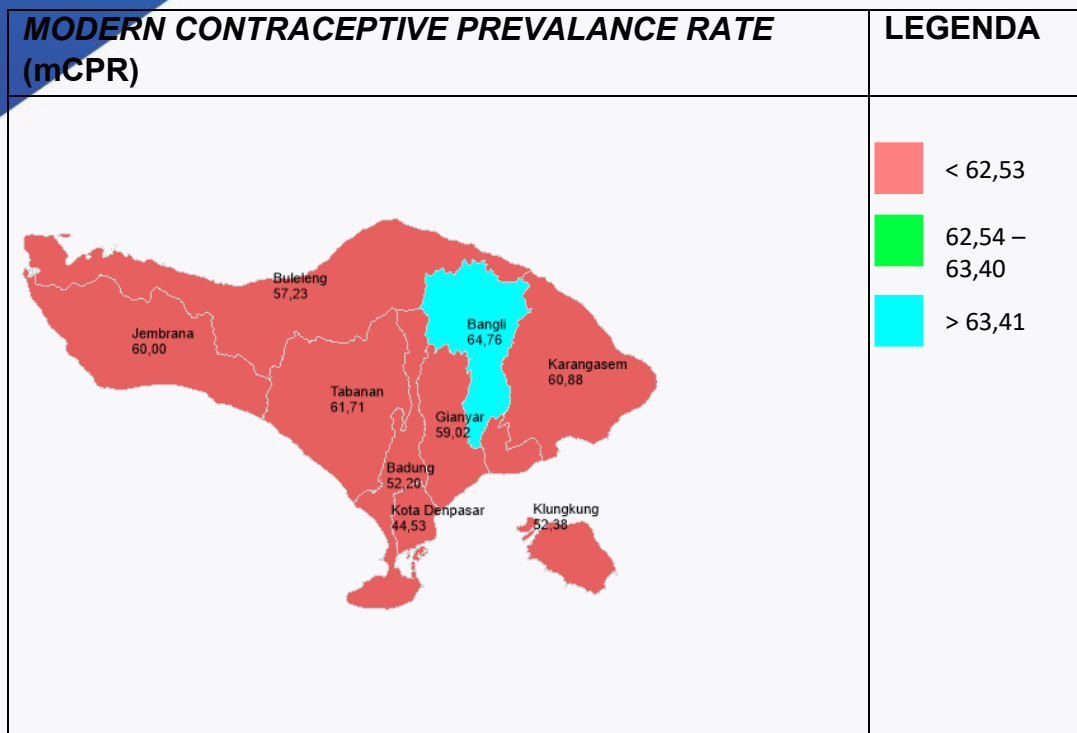 MODERN CONTRACEPTIVE PREVALANCE RATE
(mCPR)
LEGENDA
< 62,53
62,54 –
63,40
> 63,41
Buleleng
57,23
Jembrana
60,00
Bangli
64,76
Karangasem
60,88
Tabanan
61,71
Gianyar
59,02
Badung
52,20
Kota Denpasar
44,53
Klungkung
52,38